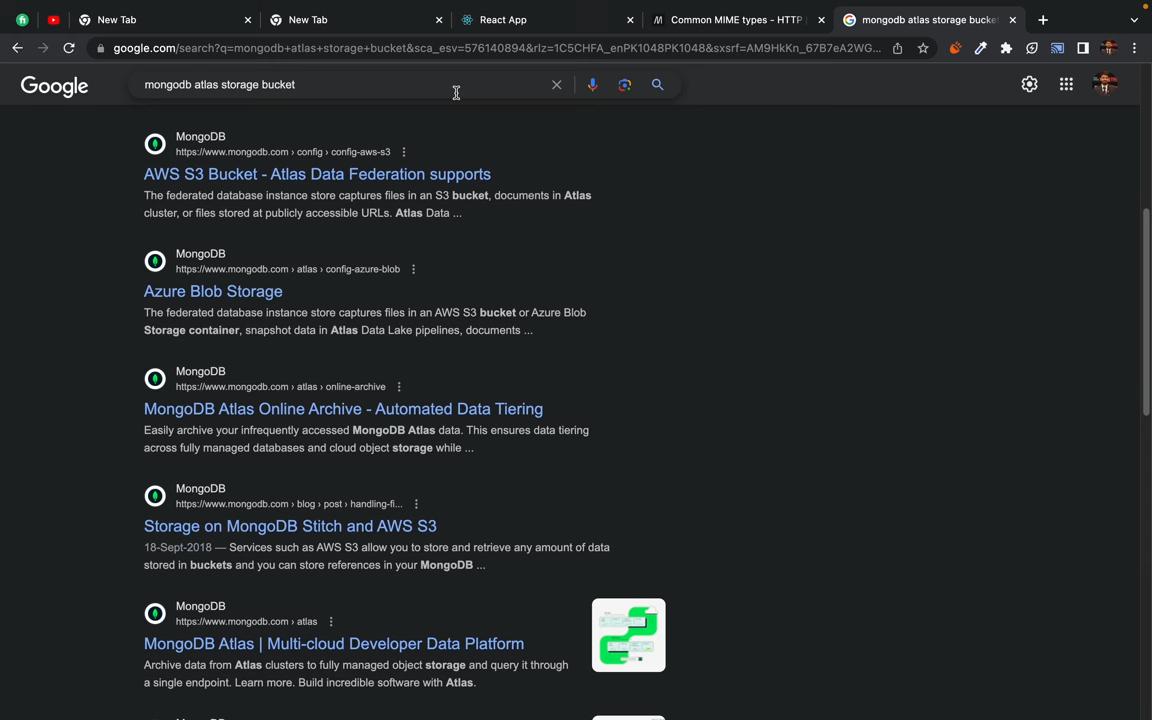 New Tab
New Tab
React App
Common MIME types - HTTP
mongodb atlas storage bucket
google.com/search?q=mongodb+atlas+storage+bucket&sca_esv=576140894&rlz=1C5CHFA_enPK1048PK1048&sxsrf=AM9HkKn_67B7eA2WG...
Google
mongodb atlas storage bucket
MongoDB
https://www.mongodb.com › config › config-aws-s3
AWS S3 Bucket - Atlas Data Federation supports
The federated database instance store captures files in an S3 bucket, documents in Atlas
cluster, or files stored at publicly accessible URLs. Atlas Data ...
MongoDB
https://www.mongodb.com › atlas › config-azure-blob
Azure Blob Storage
The federated database instance store captures files in an AWS S3 bucket or Azure Blob
Storage container, snapshot data in Atlas Data Lake pipelines, documents ...
MongoDB
https://www.mongodb.com › atlas › online-archive
MongoDB Atlas Online Archive - Automated Data Tiering
Easily archive your infrequently accessed MongoDB Atlas data. This ensures data tiering
across fully managed databases and cloud object storage while ...
MongoDB
https://www.mongodb.com › blog › post › handling-fi...
Storage on MongoDB Stitch and AWS S3
18-Sept-2018 — Services such as AWS S3 allow you to store and retrieve any amount of data
stored in buckets and you can store references in your MongoDB ...
MongoDB
https://www.mongodb.com › atlas
MongoDB Atlas | Multi-cloud Developer Data Platform
Archive data from Atlas clusters to fully managed object storage and query it through
a single endpoint. Learn more. Build incredible software with Atlas.